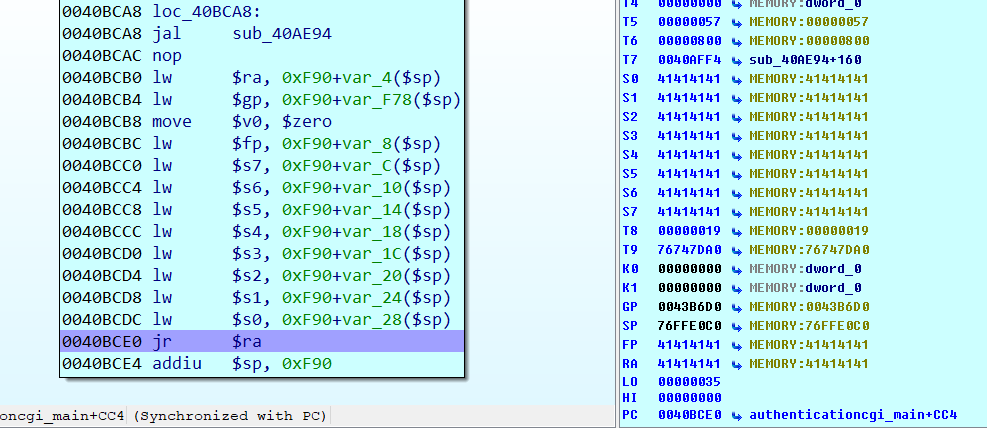 0040BCA8 loc_40BCA8:
0040BCA8 jal     sub_40AE94
0040BCAC nop
0040BCB0 lw      $ra, 0xF90+var_4($sp)
0040BCB4 lw      $gp, 0xF90+var_F78($sp)
0040BCB8 move    $v0, $zero
0040BCBC lw      $fp, 0xF90+var_8($sp)
0040BCC0 lw      $s7, 0xF90+var_C($sp)
0040BCC4 lw      $s6, 0xF90+var_10($sp)
0040BCC8 lw      $s5, 0xF90+var_14($sp)
0040BCCC lw      $s4, 0xF90+var_18($sp)
0040BCD0 lw      $s3, 0xF90+var_1C($sp)
0040BCD4 lw      $s2, 0xF90+var_20($sp)
0040BCD8 lw      $s1, 0xF90+var_24($sp)
0040BCDC lw      $s0, 0xF90+var_28($sp)
0040BCE0 jr      $ra
0040BCE4 addiu   $sp, 0xF90
oncgi_main+CC4 (Synchronized with PC)
T4 00000000 MEMORY:dword_0
T5 00000057 MEMORY:00000057
T6 00000800 MEMORY:00000800
T7 0040AFF4 sub_40AE94+160
S0 41414141 MEMORY:41414141
S1 41414141 MEMORY:41414141
S2 41414141 MEMORY:41414141
S3 41414141 MEMORY:41414141
S4 41414141 MEMORY:41414141
S5 41414141 MEMORY:41414141
S6 41414141 MEMORY:41414141
S7 41414141 MEMORY:41414141
T8 00000019 MEMORY:00000019
T9 76747DA0 MEMORY:76747DA0
K0 00000000 MEMORY:dword_0
K1 00000000 MEMORY:dword_0
GP 0043B6D0 MEMORY:0043B6D0
SP 76FFE0C0 MEMORY:76FFE0C0
FP 41414141 MEMORY:41414141
RA 41414141 MEMORY:41414141
LO 00000035
HI 00000000
PC 0040BCE0 authenticationcgi_main+CC4